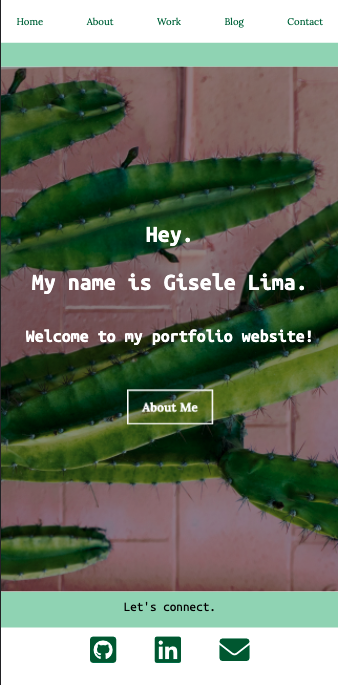 Home About Work Blog Contact
Hey.
My name is Gisele Lima.
Welcome to my portfolio website!
About Me
Let's connect.
in